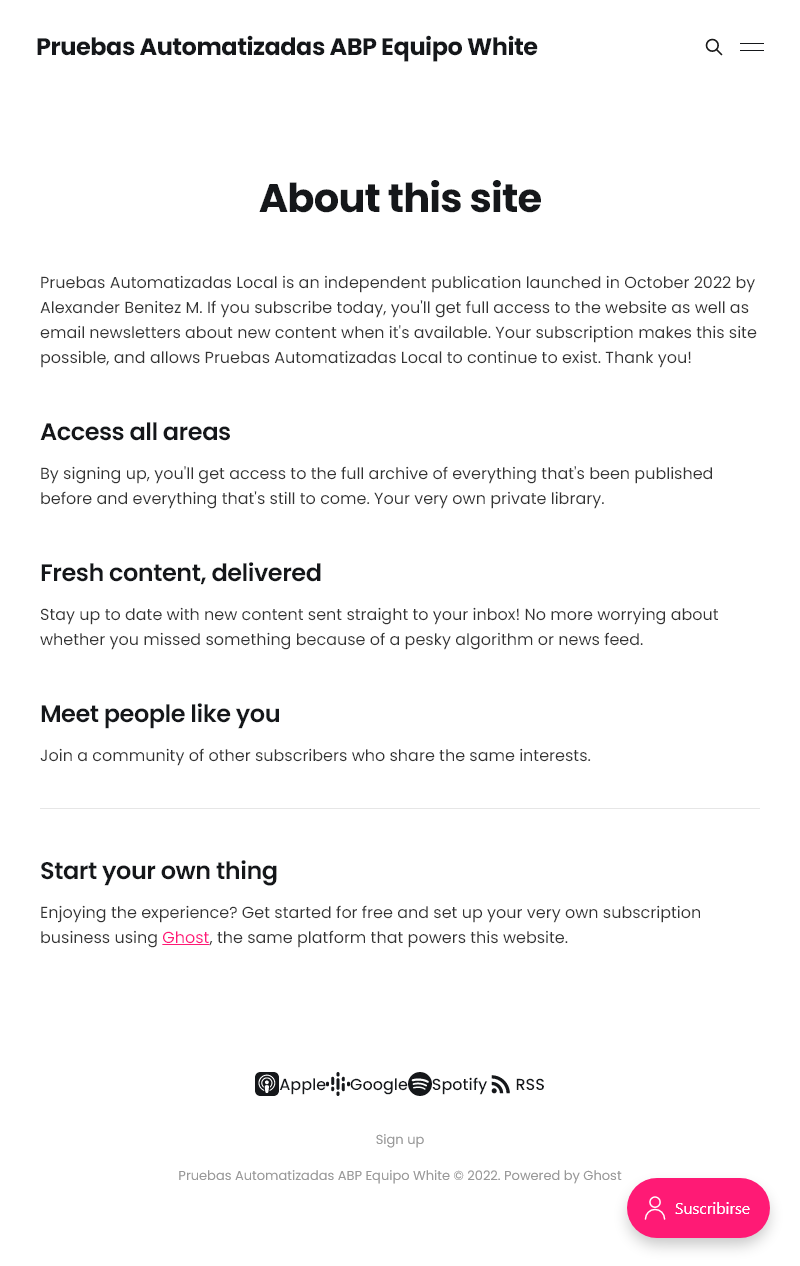 Pruebas Automatizadas ABP Equipo White
About this site
Pruebas Automatizadas Local is an independent publication launched in October 2022 by
Alexander Benitez M. If you subscribe today, you'll get full access to the website as well as
email newsletters about new content when it's available. Your subscription makes this site
possible, and allows Pruebas Automatizadas Local to continue to exist. Thank you!
Access all areas
By signing up, you'll get access to the full archive of everything that's been published
before and everything that's still to come. Your very own private library.
Fresh content, delivered
Stay up to date with new content sent straight to your inbox! No more worrying about
whether you missed something because of a pesky algorithm or news feed.
Meet people like you
Join a community of other subscribers who share the same interests.
Start your own thing
Enjoying the experience? Get started for free and set up your very own subscription
business using Ghost, the same platform that powers this website.
Apple Google Spotify RSS
Sign up
Pruebas Automatizadas ABP Equipo White © 2022. Powered by Ghost
Suscribirse